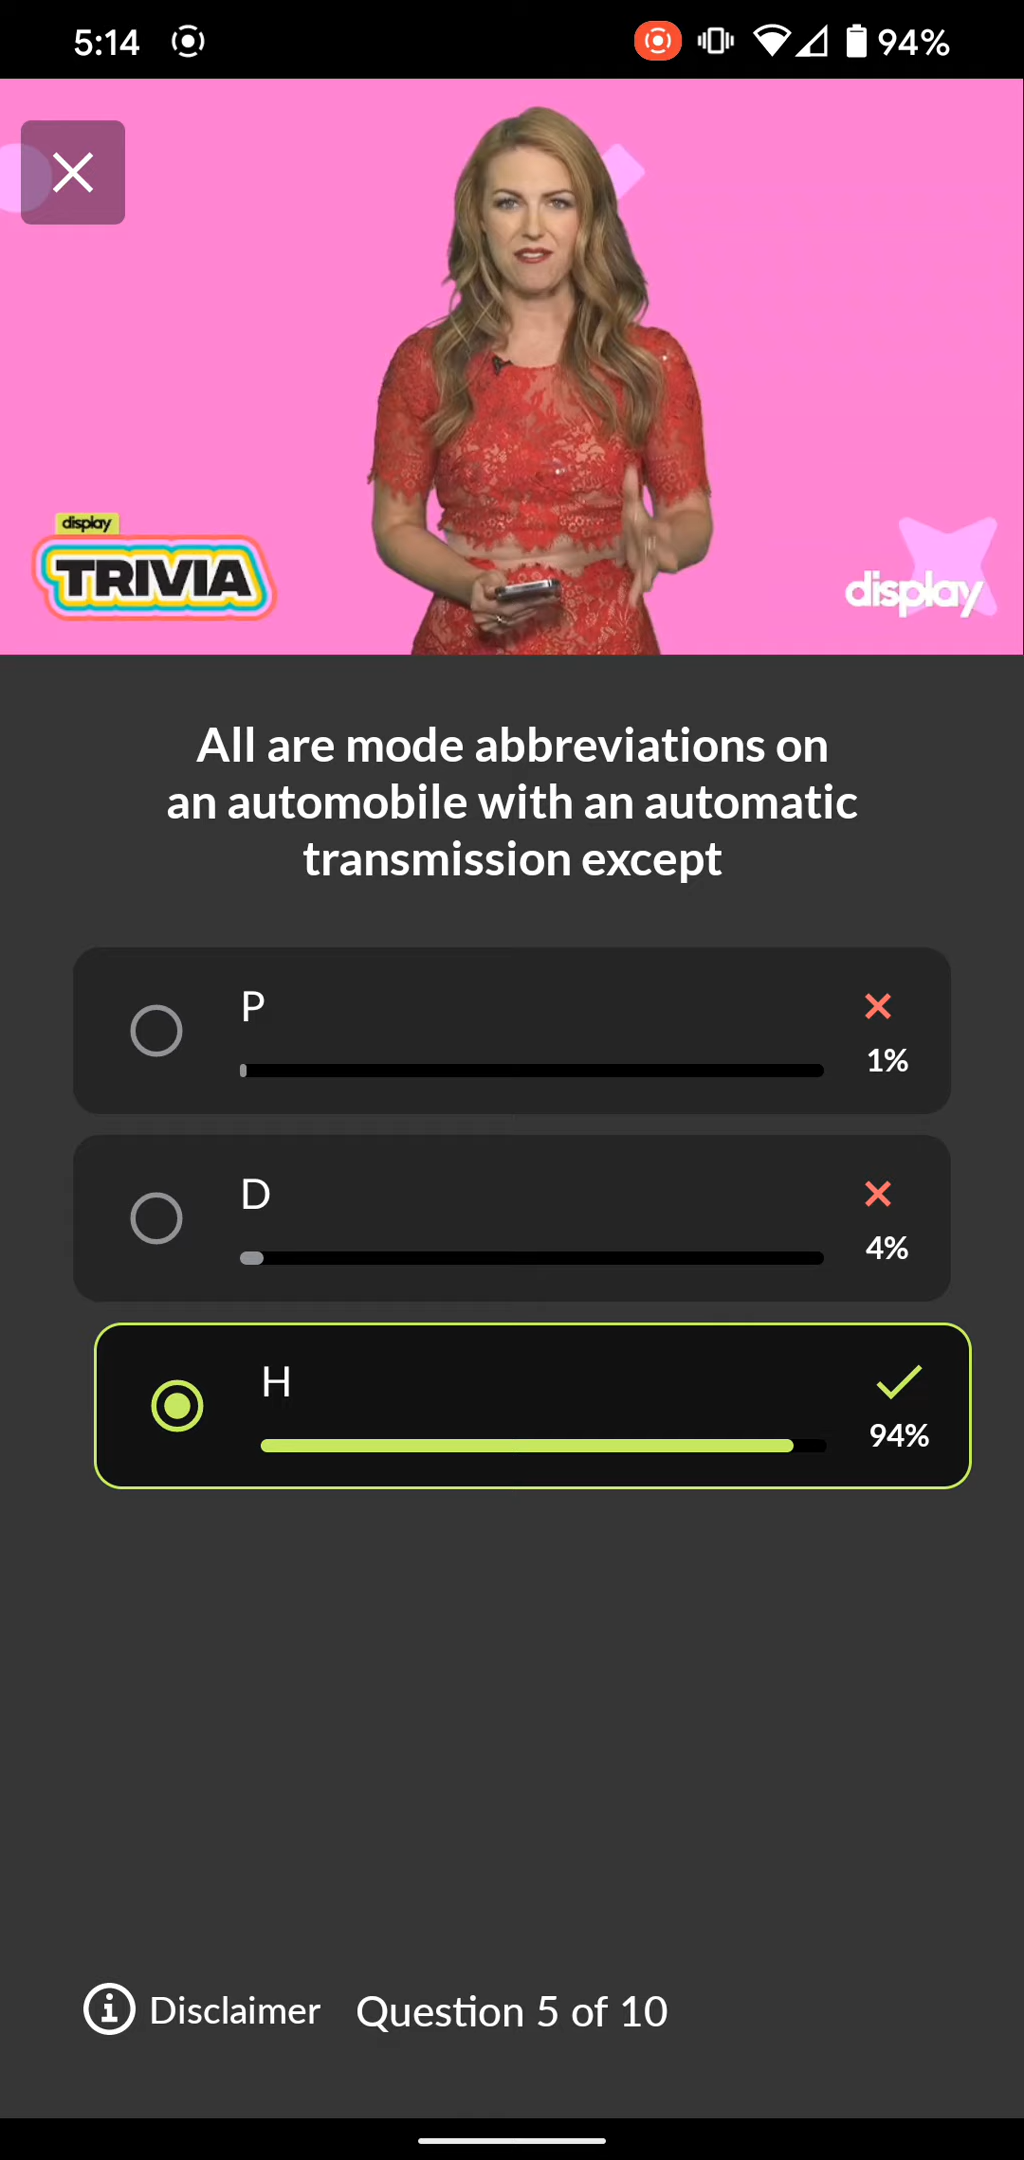 5:14
94%
display
TRIVIA
display
All are mode abbreviations on
an automobile with an automatic
transmission except
P
1%
D
4%
H
94%
Disclaimer
Question 5 of 10